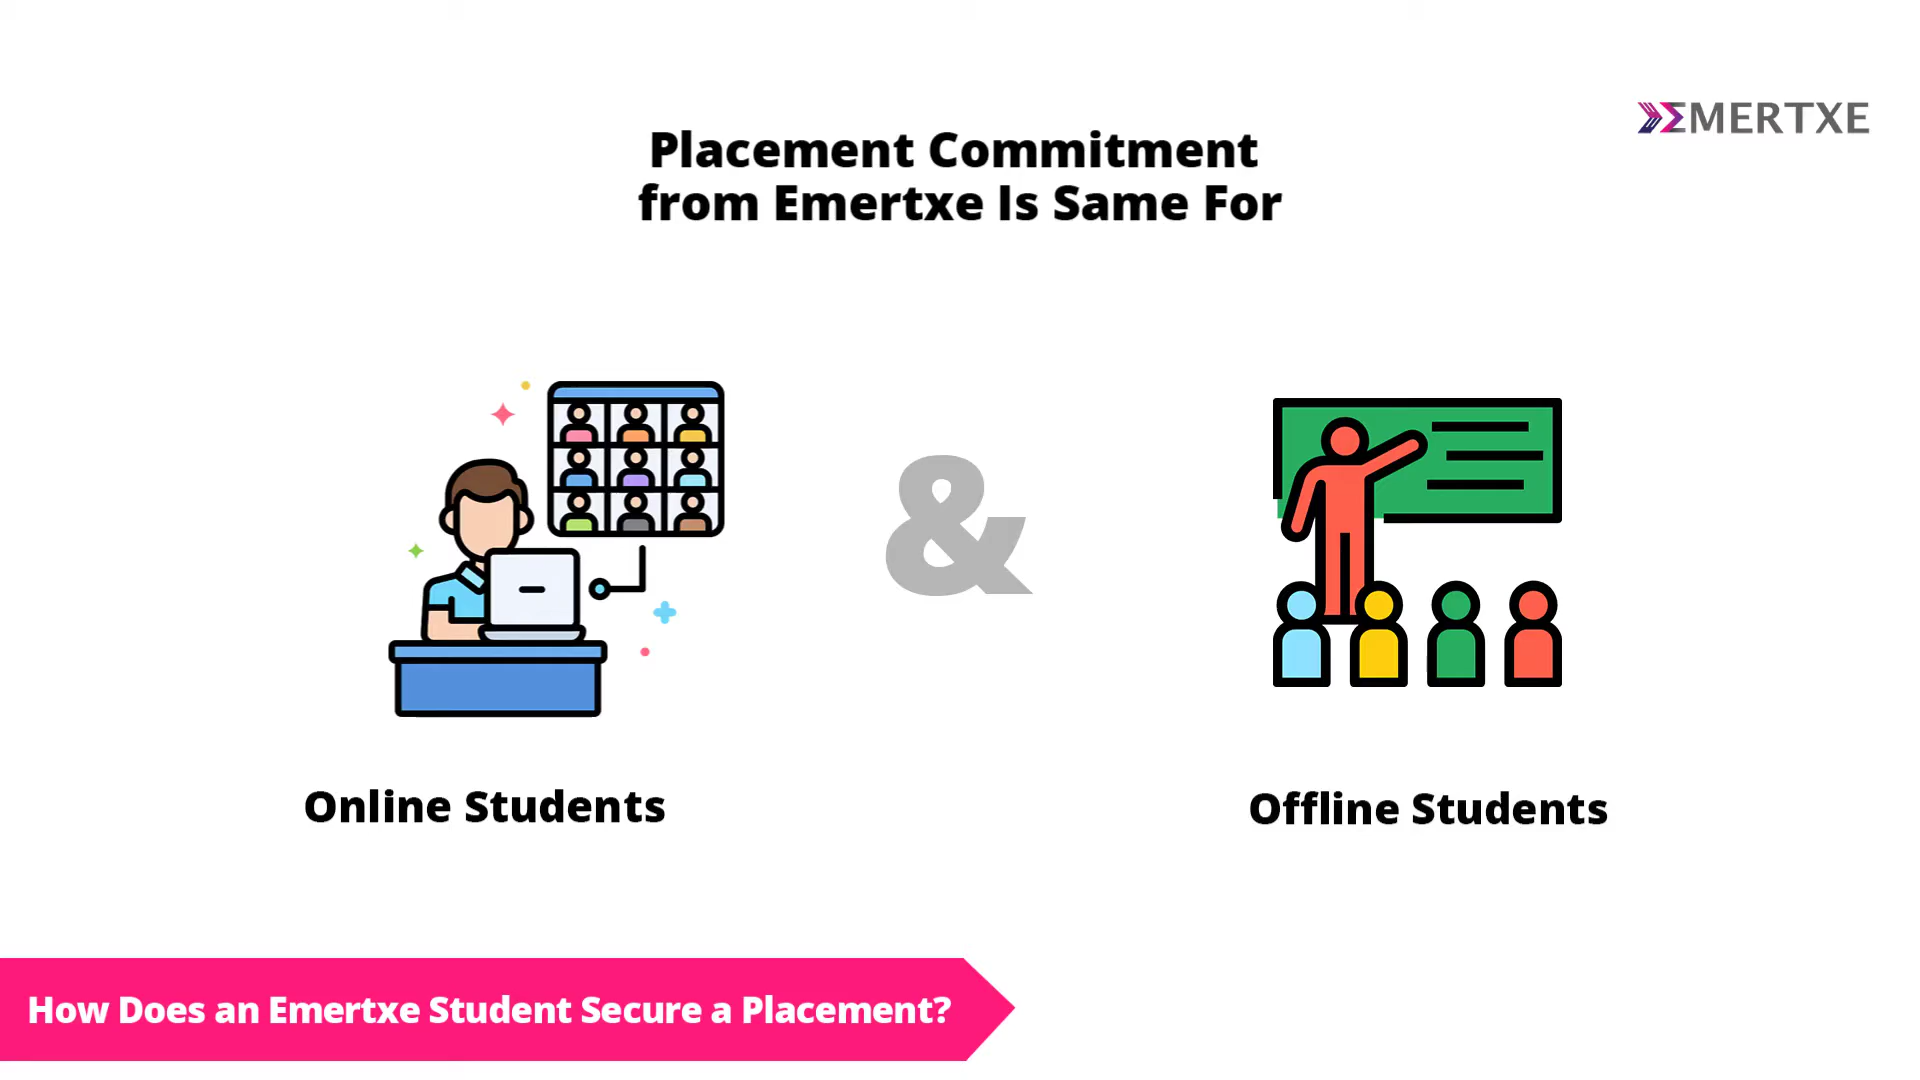 EMERTXE
Placement Commitment
from Emertxe Is Same For
&
Online Students
Offline Students
How Does an Emertxe Student Secure a Placement?